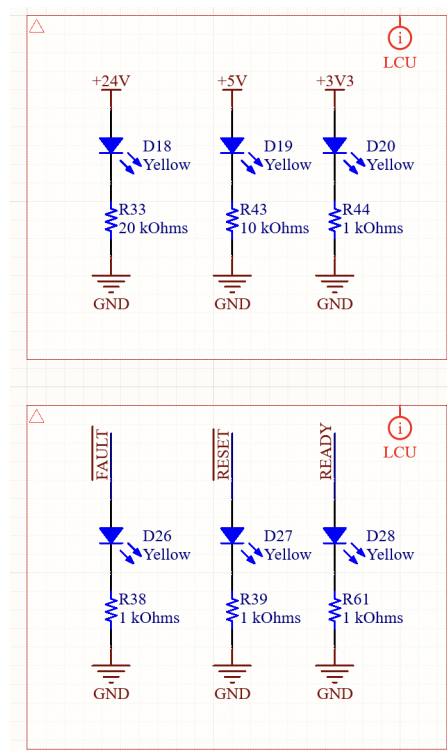 i
LCU
+24V
+5V
+3V3
D18
Yellow
D19
Yellow
D20
Yellow
R33
20 kOhms
R43
10 kOhms
R44
1 kOhms
GND
GND
GND
i
LCU
FAULT
RESET
READY
D26
Yellow
D27
Yellow
D28
Yellow
R38
1 kOhms
R39
1 kOhms
R61
1 kOhms
GND
GND
GND